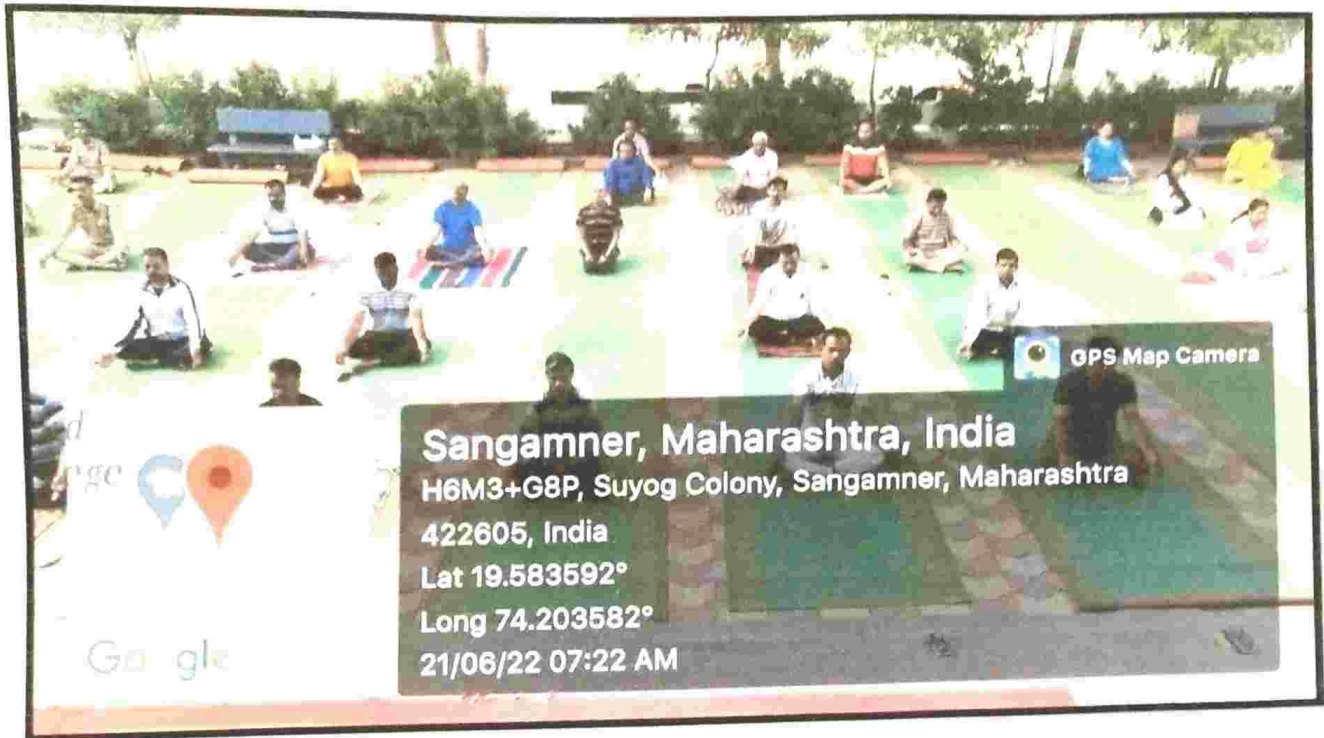 GPS Map Camera
Sangamner, Maharashtra, India
H6M3+G8P, Suyog Colony, Sangamner, Maharashtra
422605, India
Lat 19.583592°
Long 74.203582°
21/06/22 07:22 AM
Google